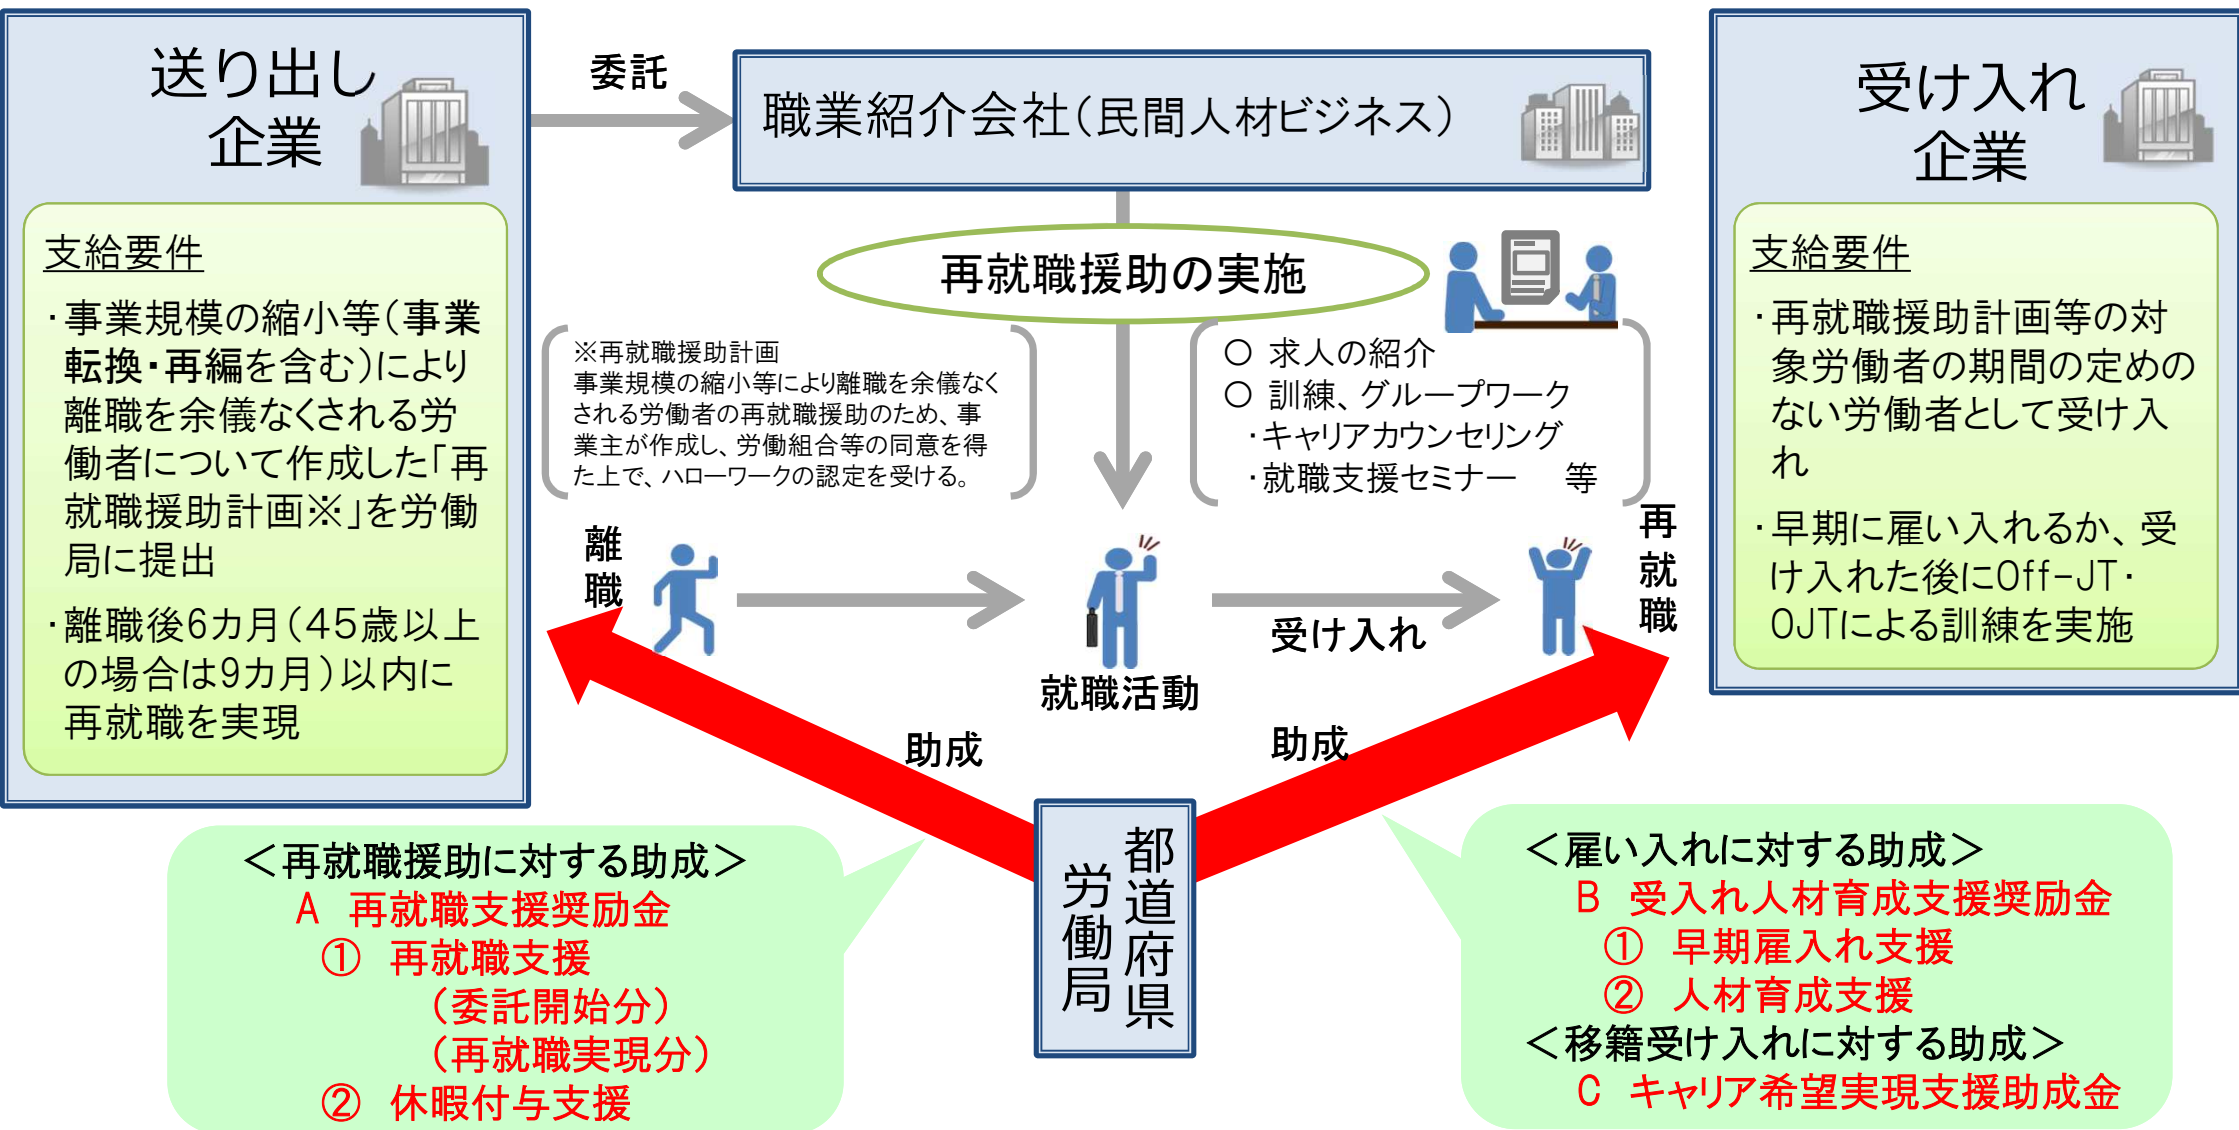 送り出し
企業
支給要件
・事業規模の縮小等（事業
転換・再編を含む）により
離職を余儀なくされる労
働者について作成した「再
就職援助計画※」を労働
局に提出
・離職後6カ月（45歳以上
の場合は9カ月）以内に
再就職を実現
委託
職業紹介会社（民間人材ビジネス）
再就職援助の実施
※再就職援助計画
事業規模の縮小等により離職を余儀なく
される労働者の再就職援助のため、事
業主が作成し、労働組合等の同意を得
た上で、ハローワークの認定を受ける。
○ 求人の紹介
○ 訓練、グループワーク
・キャリアカウンセリング
・就職支援セミナー　等
離職
就職活動
受け入れ
再就職
受け入れ
企業
支給要件
・再就職援助計画等の対
象労働者の期間の定めの
ない労働者として受け入
れ
・早期に雇い入れるか、受
け入れた後にOff-JT・
OJTによる訓練を実施
助成
助成
都道府県
労働局
＜再就職援助に対する助成＞
A　再就職支援奨励金
①　再就職支援
（委託開始分）
（再就職実現分）
②　休暇付与支援
＜雇い入れに対する助成＞
B　受入れ人材育成支援奨励金
①　早期雇入れ支援
②　人材育成支援
＜移籍受け入れに対する助成＞
C　キャリア希望実現支援助成金